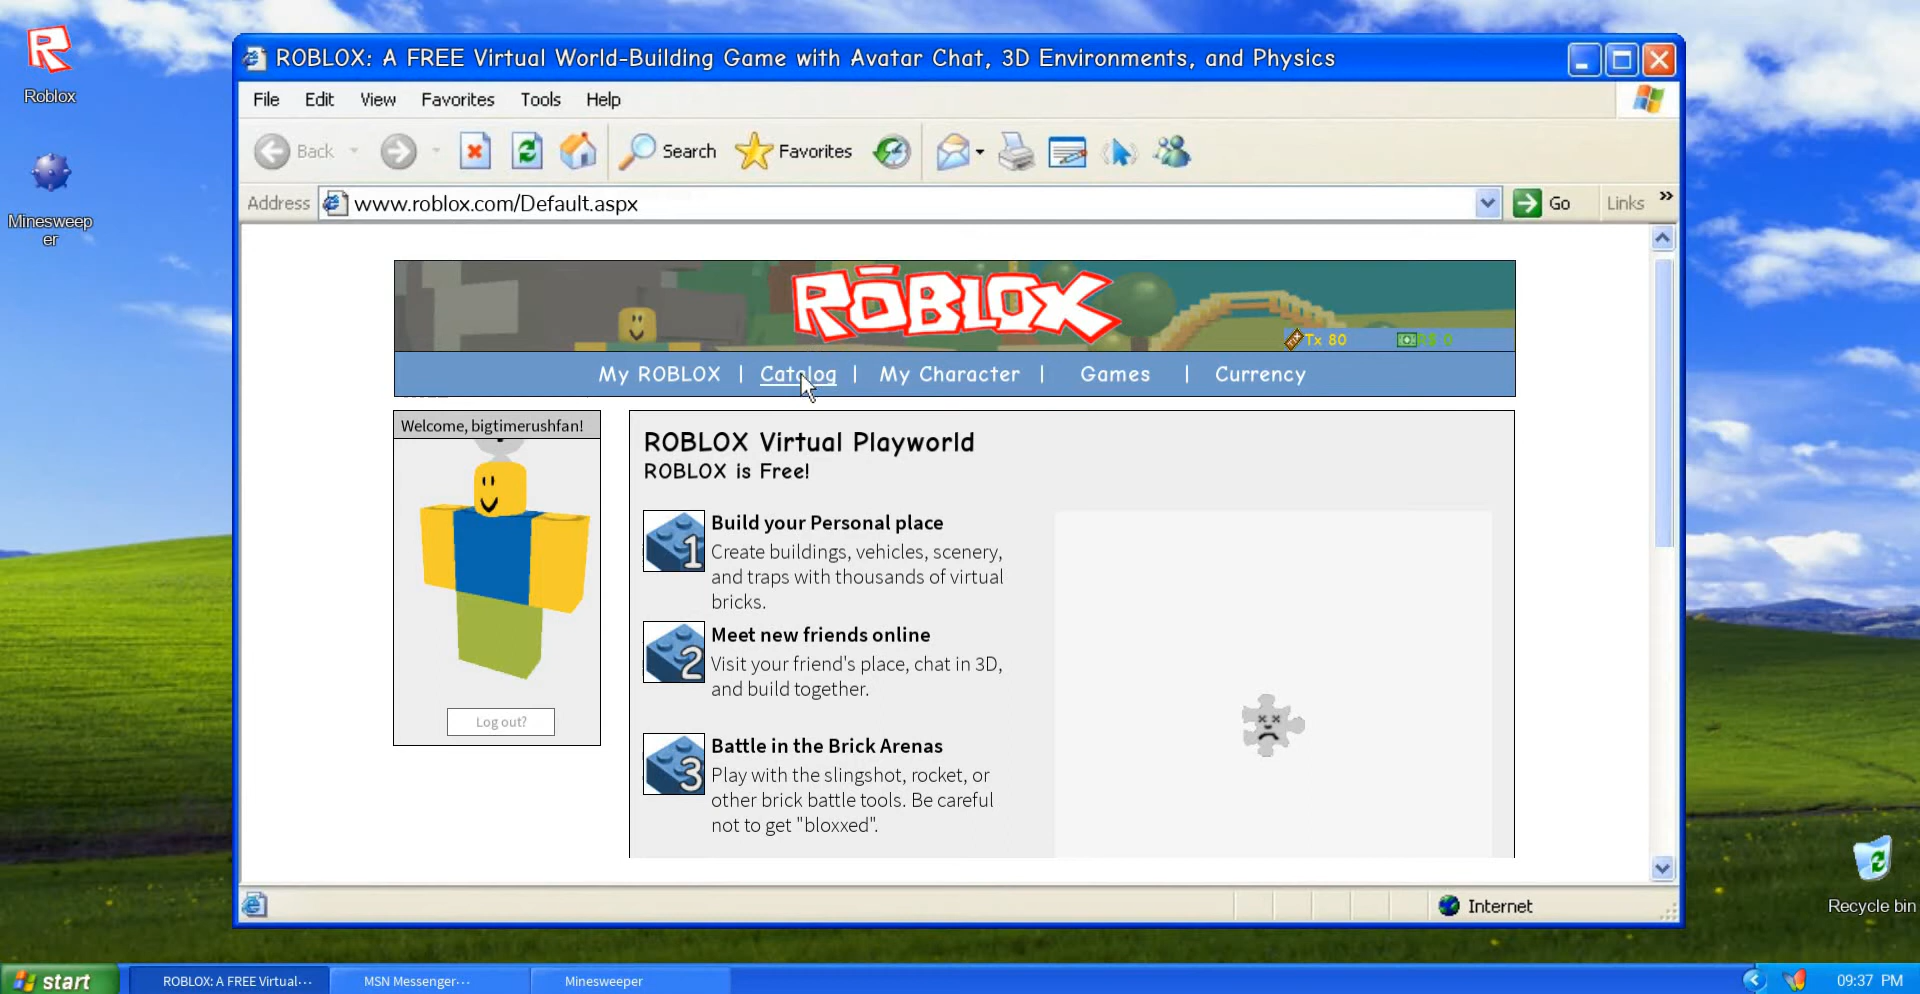 Roblox
Minesweep
er
ROBLOX: A FREE Virtual World-Building Game with Avatar Chat, 3D Environments, and Physics
File Edit View Favorites Tools Help
Back Search Favorites
Address www.roblox.com/Default.aspx Go Links »
ROBLOX
Tx 80 R$ 0
My ROBLOX | Catalog | My Character | Games | Currency
Welcome, bigtimerushfan!
Log out?
ROBLOX Virtual Playworld
ROBLOX is Free!
1
Build your Personal place
Create buildings, vehicles, scenery,
and traps with thousands of virtual
bricks.
2
Meet new friends online
Visit your friend's place, chat in 3D,
and build together.
3
Battle in the Brick Arenas
Play with the slingshot, rocket, or
other brick battle tools. Be careful
not to get "bloxxed".
Internet
Recycle bin
start ROBLOX: A FREE Virtual··· MSN Messenger··· Minesweeper 09:37 PM